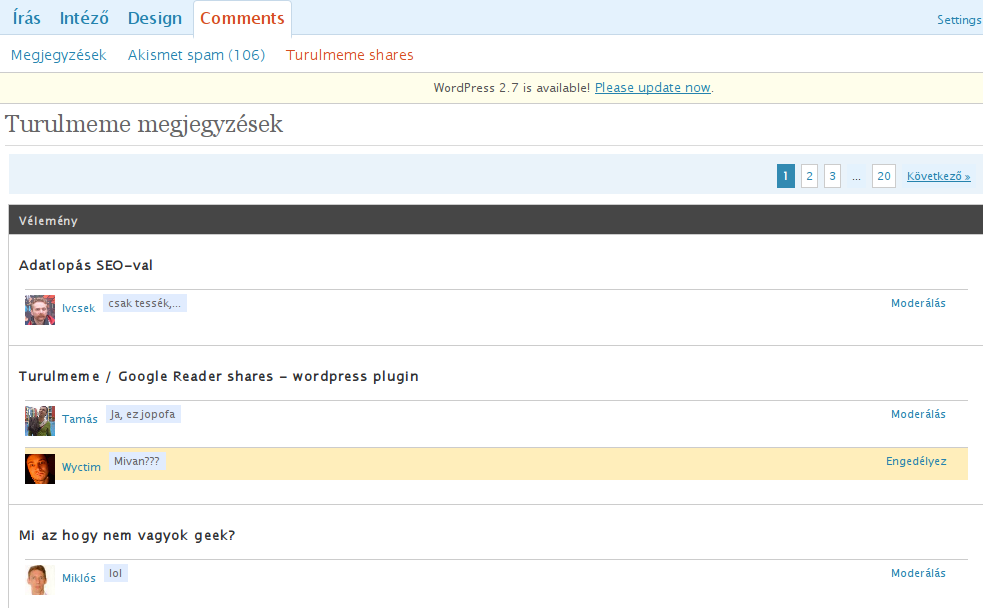 Írás Intéző Design Comments Settings
Megjegyzések Akismet spam (106) Turulmeme shares
WordPress 2.7 is available! Please update now.
Turulmeme megjegyzések
1 2 3 ... 20 Következő »
Vélemény
Adatlopás SEO-val
Ivcsek csak tessék,... Moderálás
Turulmeme / Google Reader shares – wordpress plugin
Tamás Ja, ez jopofa Moderálás
Wyctim Mivan??? Engedélyez
Mi az hogy nem vagyok geek?
Miklós lol Moderálás